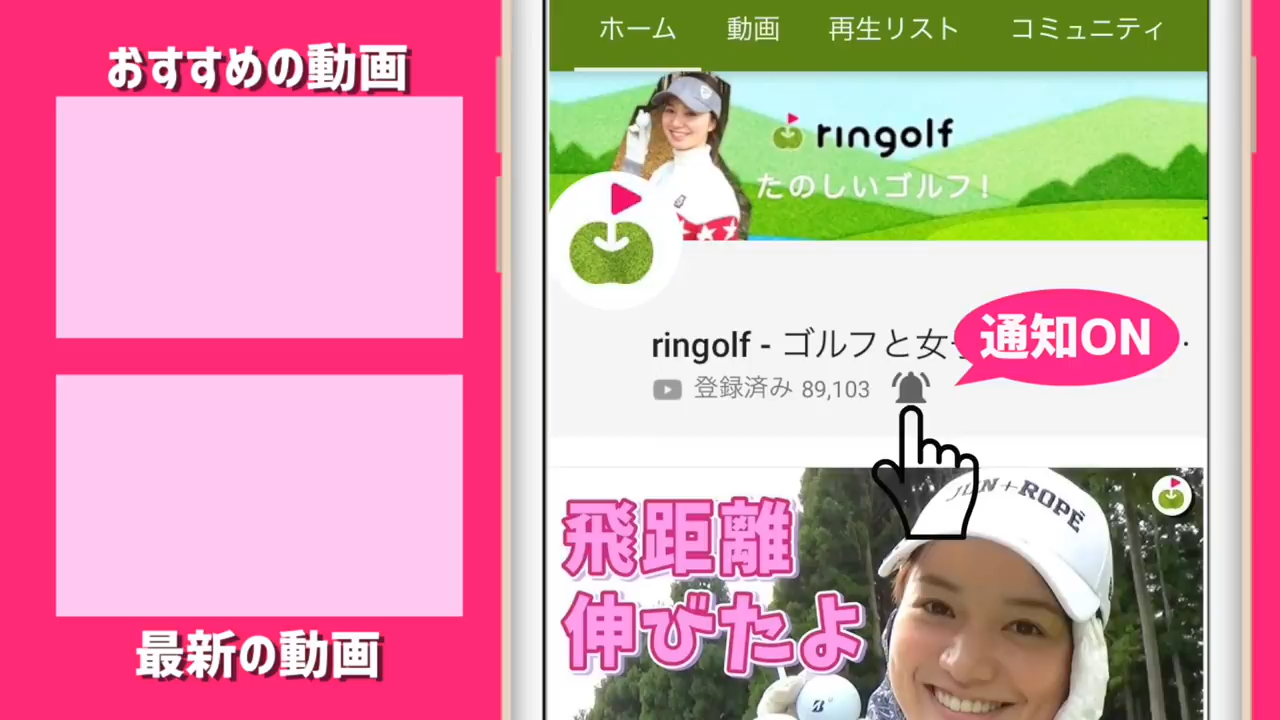 おすすめの動画
最新の動画
ホーム 動画 再生リスト コミュニティ
ringolf
たのしいゴルフ!
ringolf - ゴルフと女
通知ON
登録済み 89,103
JUN+ROPÉ
飛距離
伸びたよ
B